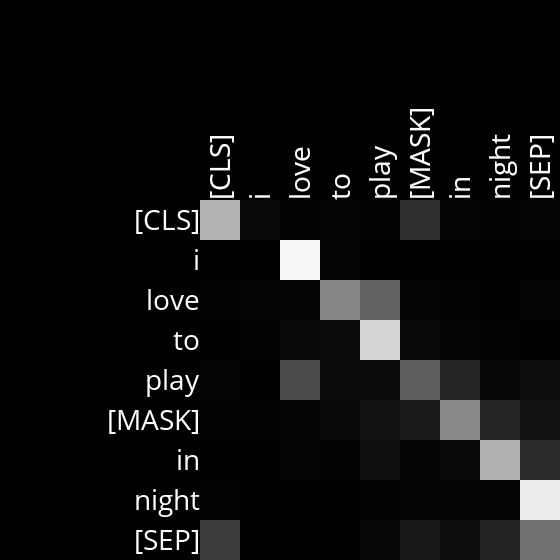 [CLS] i love to play [MASK] in night [SEP]
[CLS]
i
love
to
play
[MASK]
in
night
[SEP]